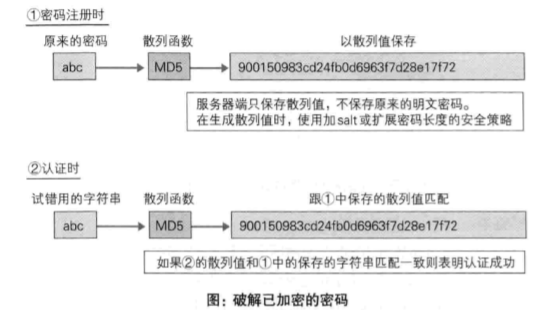 ①密码注册时
原来的密码 散列函数 以散列值保存
abc MD5 900150983cd24fb0d6963f7d28e17f72
服务器端只保存散列值，不保存原来的明文密码。
在生成散列值时，使用加salt或扩展密码长度的安全策略
②认证时
试错用的字符串 散列函数 跟①中保存的散列值匹配
abc MD5 900150983cd24fb0d6963f7d28e17f72
如果②的散列值和①中的保存的字符串匹配一致则表明认证成功
图：破解已加密的密码